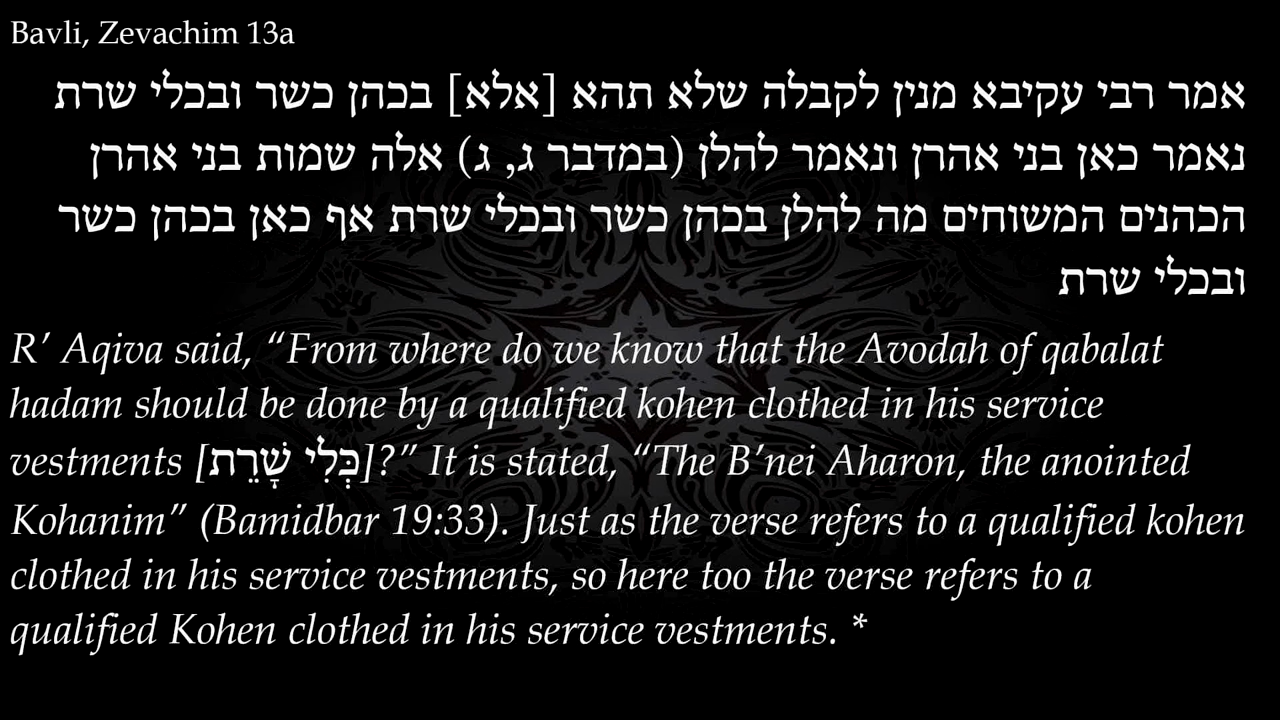 Bavli, Zevachim 13a
אמר רבי עקיבא מנין לקבלה שלא תהא [אלא] בכהן כשר ובכלי שרת
נאמר כאן בני אהרן ונאמר להלן (במדבר ג, ג) אלה שמות בני אהרן
הכהנים המשוחים מה להלן בכהן כשר ובכלי שרת אף כאן בכהן כשר
ובכלי שרת
R’ Aqiva said, “From where do we know that the Avodah of qabalat
hadam should be done by a qualified kohen clothed in his service
vestments [כְּלִי שָׁרֵת]?” It is stated, “The B’nei Aharon, the anointed
Kohanim” (Bamidbar 19:33). Just as the verse refers to a qualified kohen
clothed in his service vestments, so here too the verse refers to a
qualified Kohen clothed in his service vestments. *